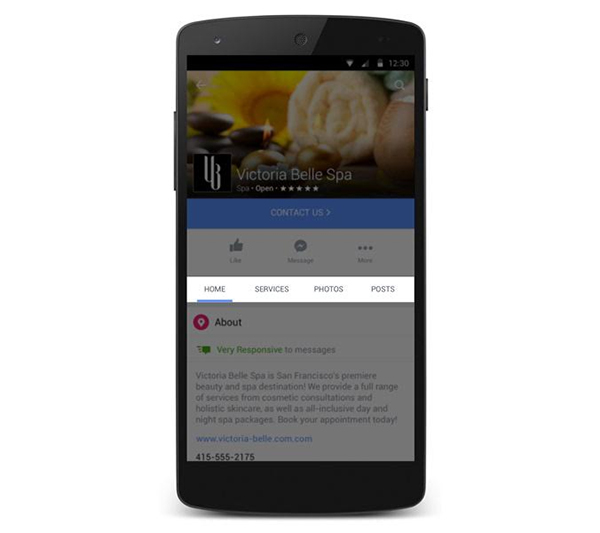 12:30
VB
Victoria Belle Spa
Spa • Open • ★★★★★
CONTACT US >
Like
Message
More
HOME SERVICES PHOTOS POSTS
About
Very Responsive to messages
Victoria Belle Spa is San Francisco's premiere
beauty and spa destination! We provide a full range
of services from cosmetic consultations and
holistic skincare, as well as all-inclusive day and
night spa packages. Book your appointment today!
www.victoria-belle.com.com
415-555-2175